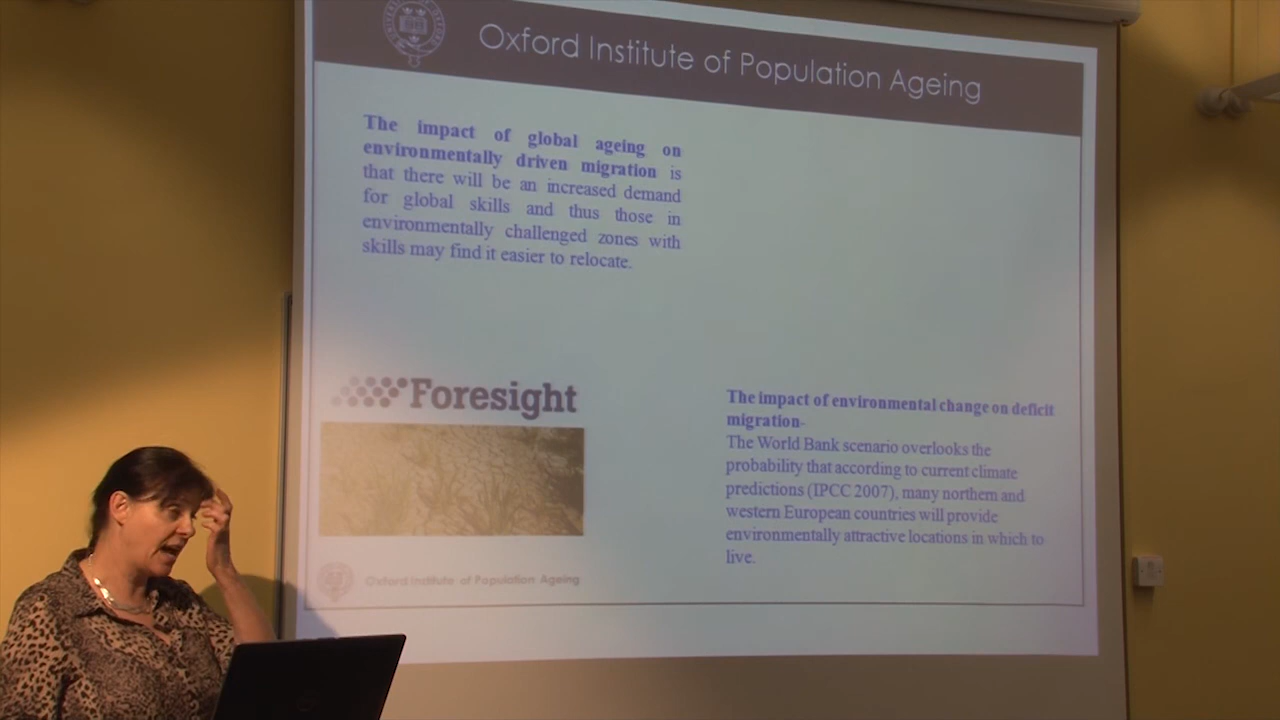 Oxford Institute of Population Ageing
The impact of global ageing on
environmentally driven migration is
that there will be an increased demand
for global skills and thus those in
environmentally challenged zones with
skills may find it easier to relocate.
Foresight
Oxford Institute of Population Ageing
The impact of environmental change on deficit
migration-
The World Bank scenario overlooks the
probability that according to current climate
predictions (IPCC 2007), many northern and
western European countries will provide
environmentally attractive locations in which to
live.